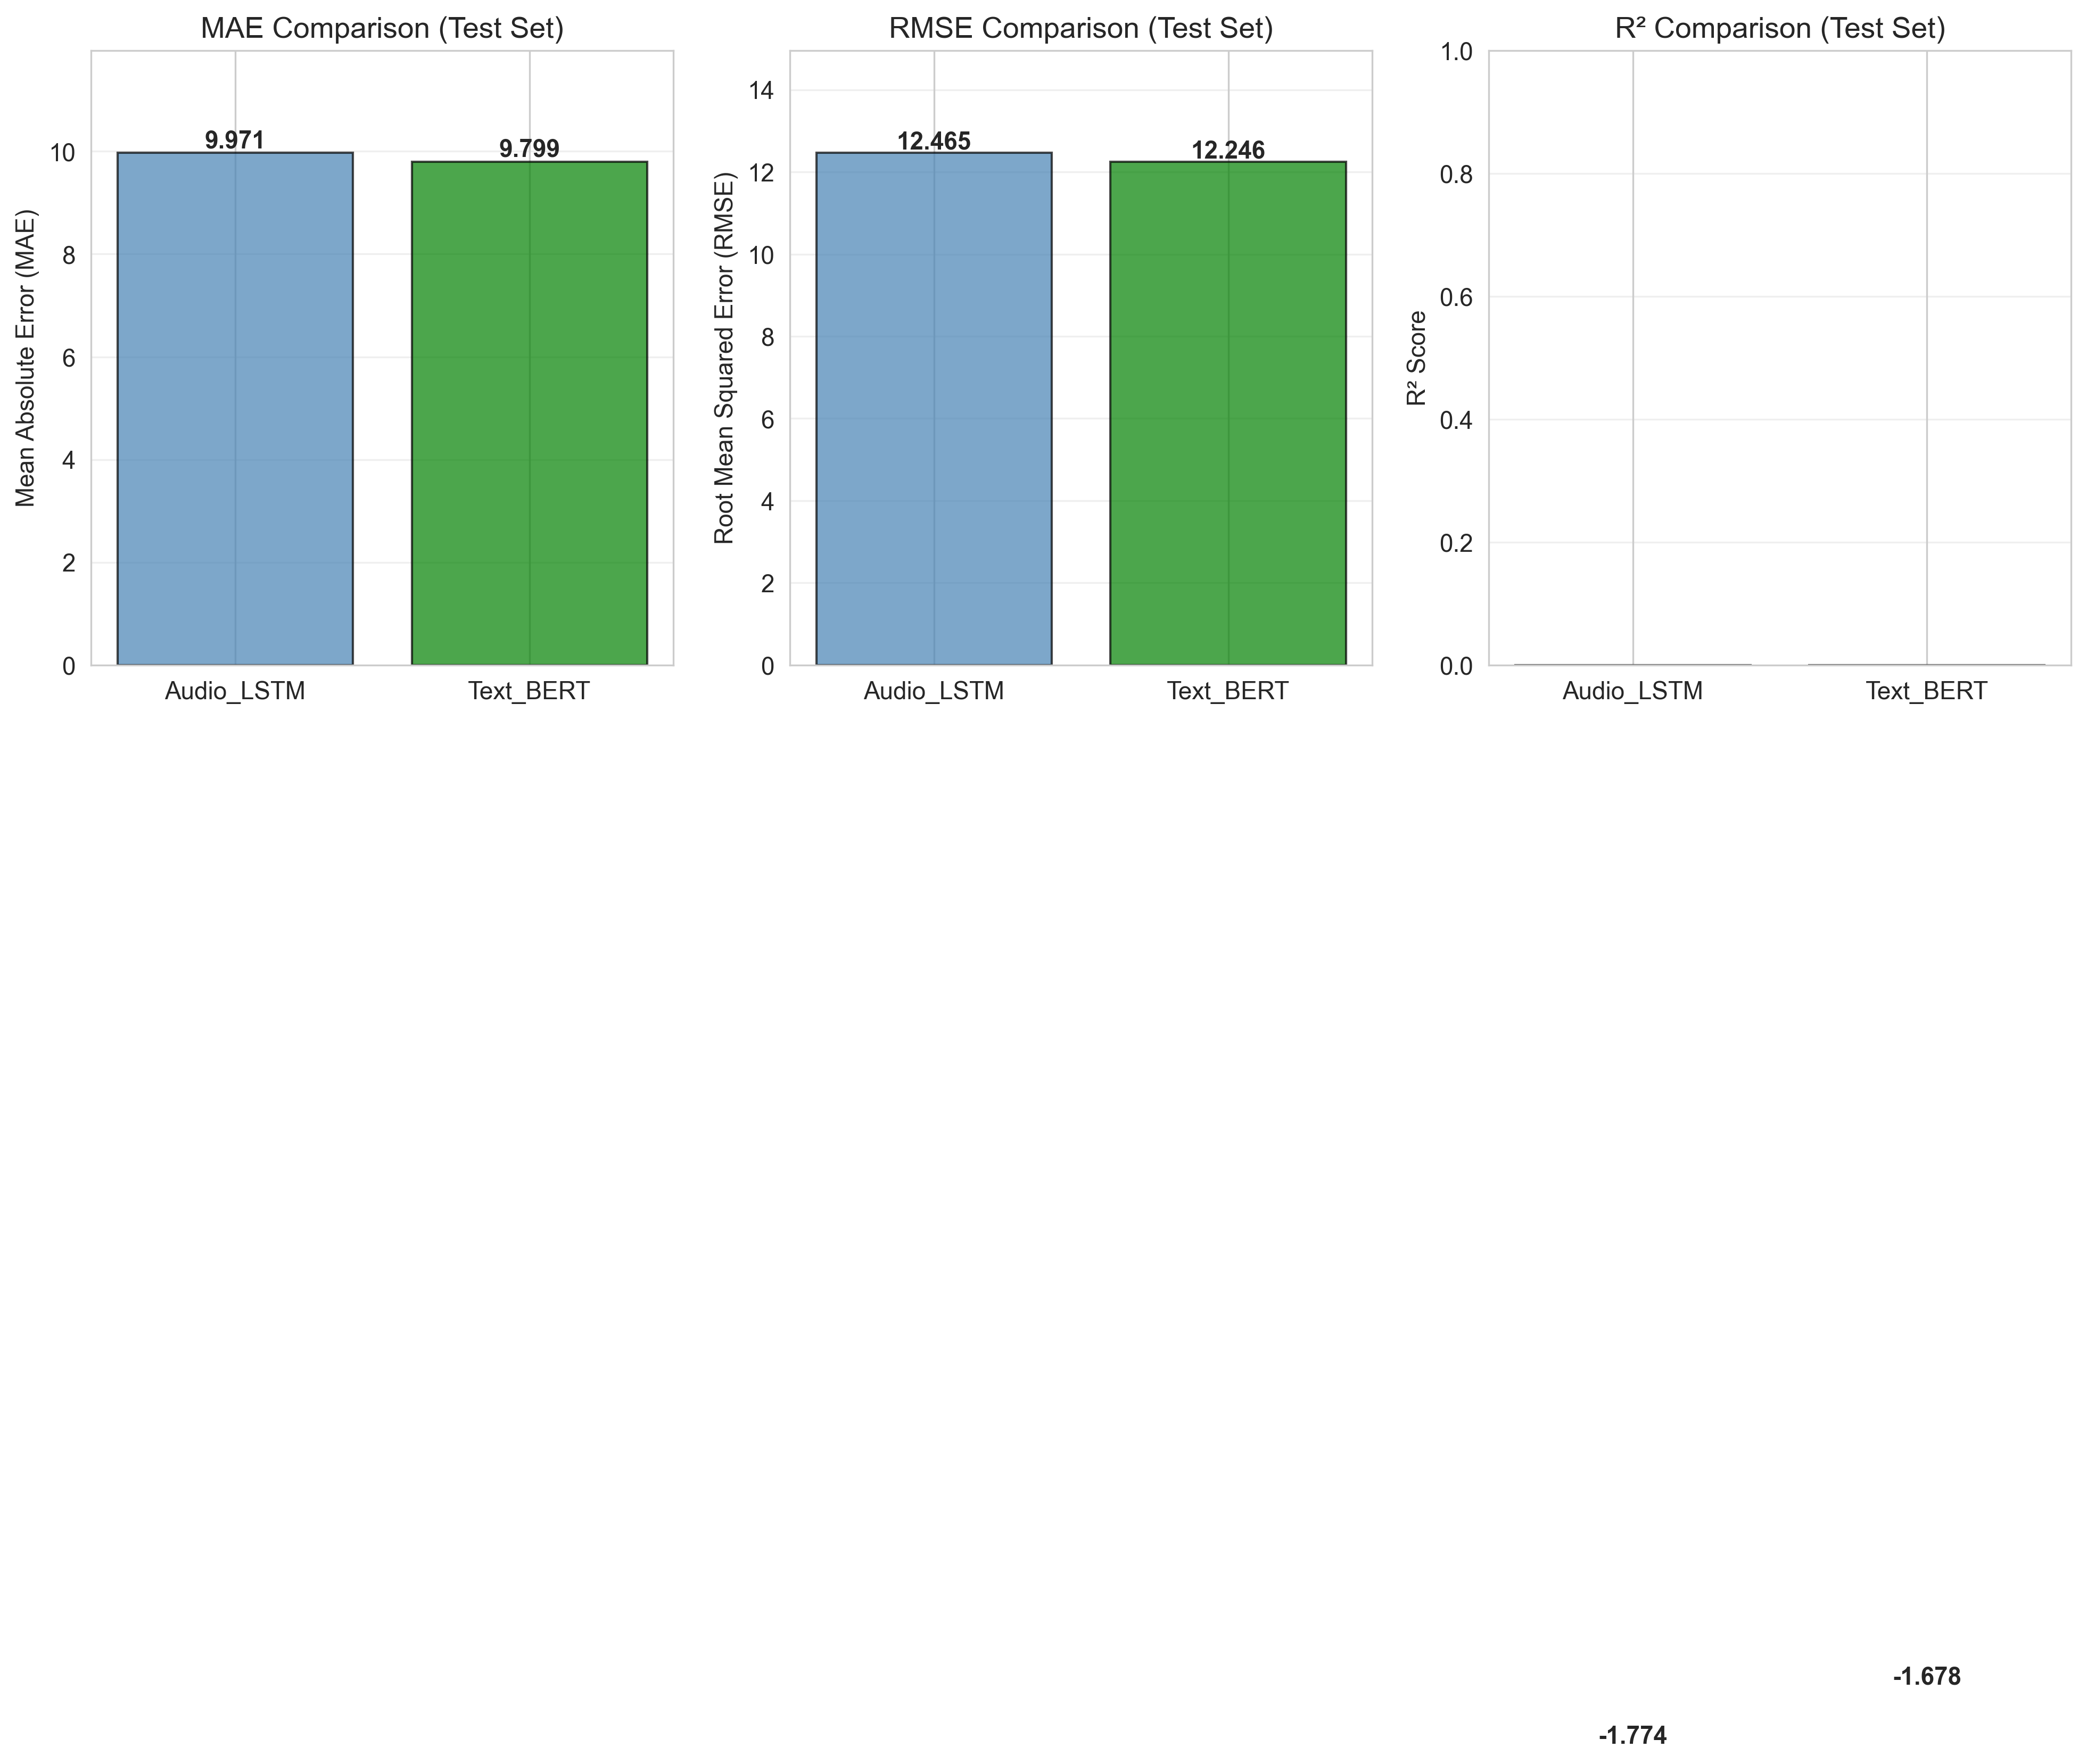 MAE Comparison (Test Set)
Mean Absolute Error (MAE)
10
8
6
4
2
0
9.971
9.799
Audio_LSTM
Text_BERT
RMSE Comparison (Test Set)
Root Mean Squared Error (RMSE)
14
12
10
8
6
4
2
0
12.465
12.246
Audio_LSTM
Text_BERT
R² Comparison (Test Set)
R² Score
1.0
0.8
0.6
0.4
0.2
0.0
Audio_LSTM
Text_BERT
-1.678
-1.774